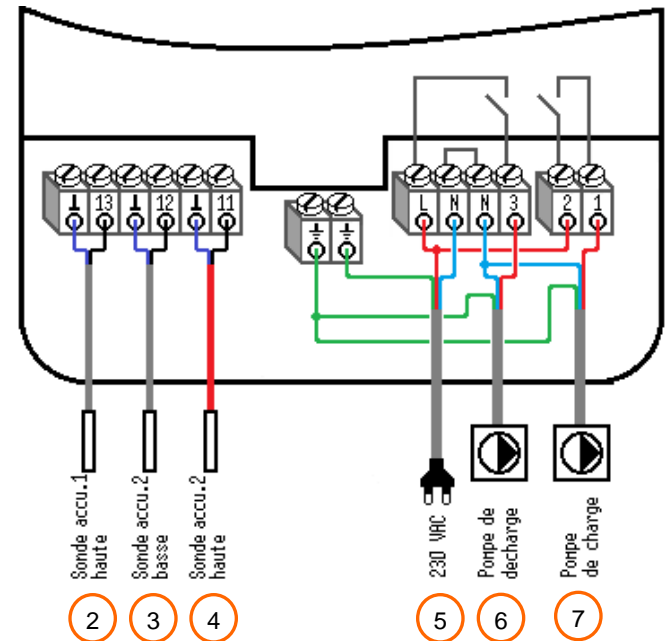 ⊥ 13 ⊥ 12 ⊥ 11
L N N 3
2 1
Sonde accu.1
haute
Sonde accu.2
basse
Sonde accu.2
haute
230 VAC
Pompe de
decharge
Pompe
de charge
2 3 4 5 6 7